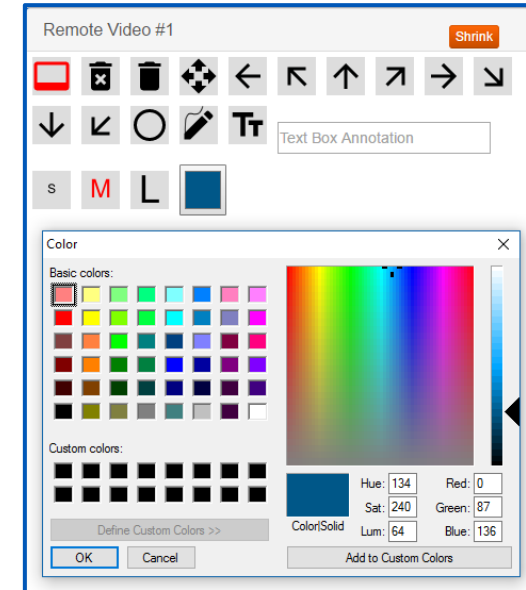 Remote Video #1
Shrink
TT
Text Box Annotation
S M L
Color
Basic colors:
Custom colors:
Define Custom Colors >>
OK Cancel
Color|Solid
Hue: 134 Red: 0
Sat: 240 Green: 87
Lum: 64 Blue: 136
Add to Custom Colors